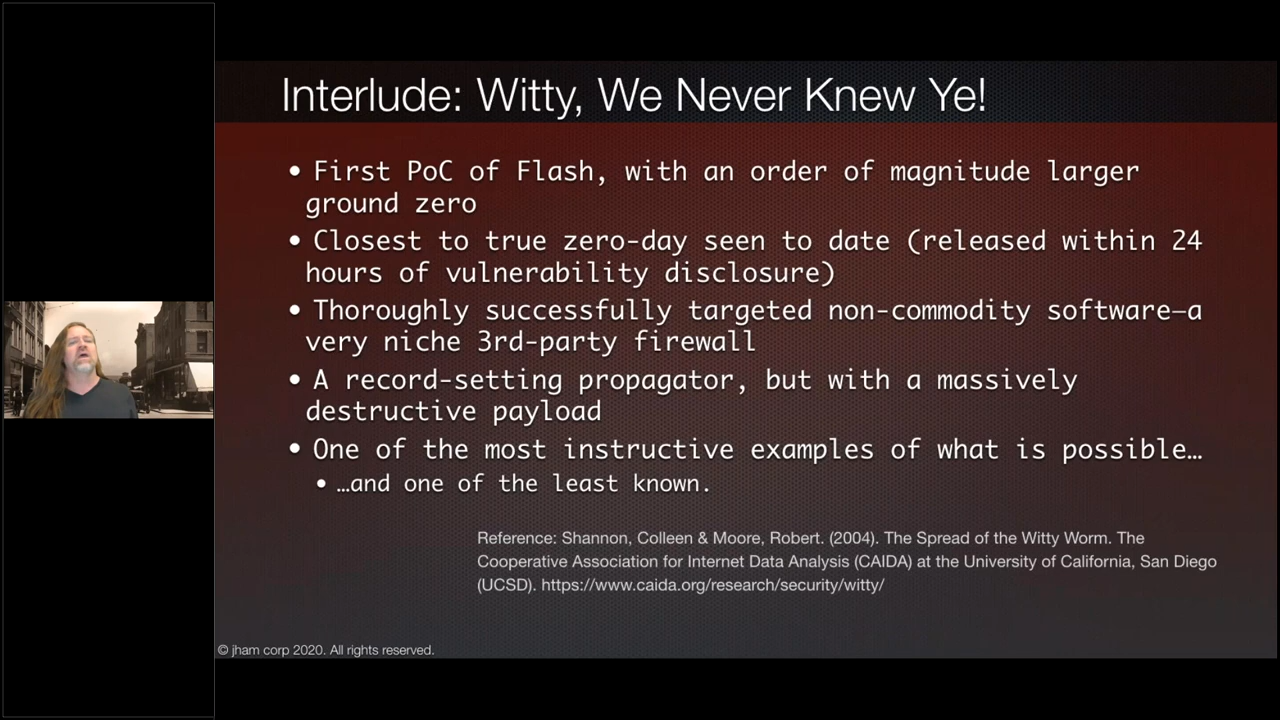 Interlude: Witty, We Never Knew Ye!
• First PoC of Flash, with an order of magnitude larger
ground zero
• Closest to true zero-day seen to date (released within 24
hours of vulnerability disclosure)
• Thoroughly successfully targeted non-commodity software—a
very niche 3rd-party firewall
• A record-setting propagator, but with a massively
destructive payload
• One of the most instructive examples of what is possible…
• …and one of the least known.
Reference: Shannon, Colleen & Moore, Robert. (2004). The Spread of the Witty Worm. The
Cooperative Association for Internet Data Analysis (CAIDA) at the University of California, San Diego
(UCSD). https://www.caida.org/research/security/witty/
© jham corp 2020. All rights reserved.